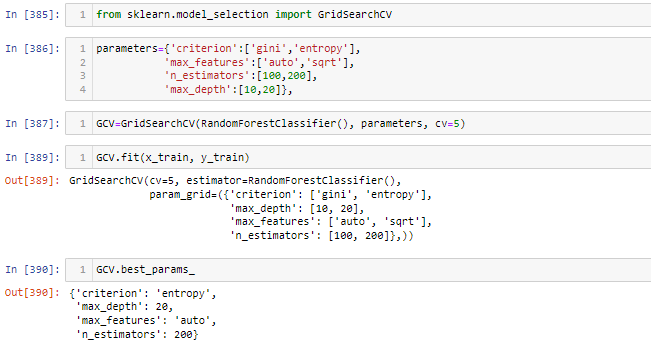 In [385]: 1 from sklearn.model_selection import GridSearchCV
In [386]: 1 parameters={'criterion':['gini','entropy'],
2 'max_features':['auto','sqrt'],
3 'n_estimators':[100,200],
4 'max_depth':[10,20]},
In [387]: 1 GCV=GridSearchCV(RandomForestClassifier(), parameters, cv=5)
In [389]: 1 GCV.fit(x_train, y_train)
Out[389]: GridSearchCV(cv=5, estimator=RandomForestClassifier(),
param_grid=({'criterion': ['gini', 'entropy'],
'max_depth': [10, 20],
'max_features': ['auto', 'sqrt'],
'n_estimators': [100, 200]},))
In [390]: 1 GCV.best_params_
Out[390]: {'criterion': 'entropy',
'max_depth': 20,
'max_features': 'auto',
'n_estimators': 200}